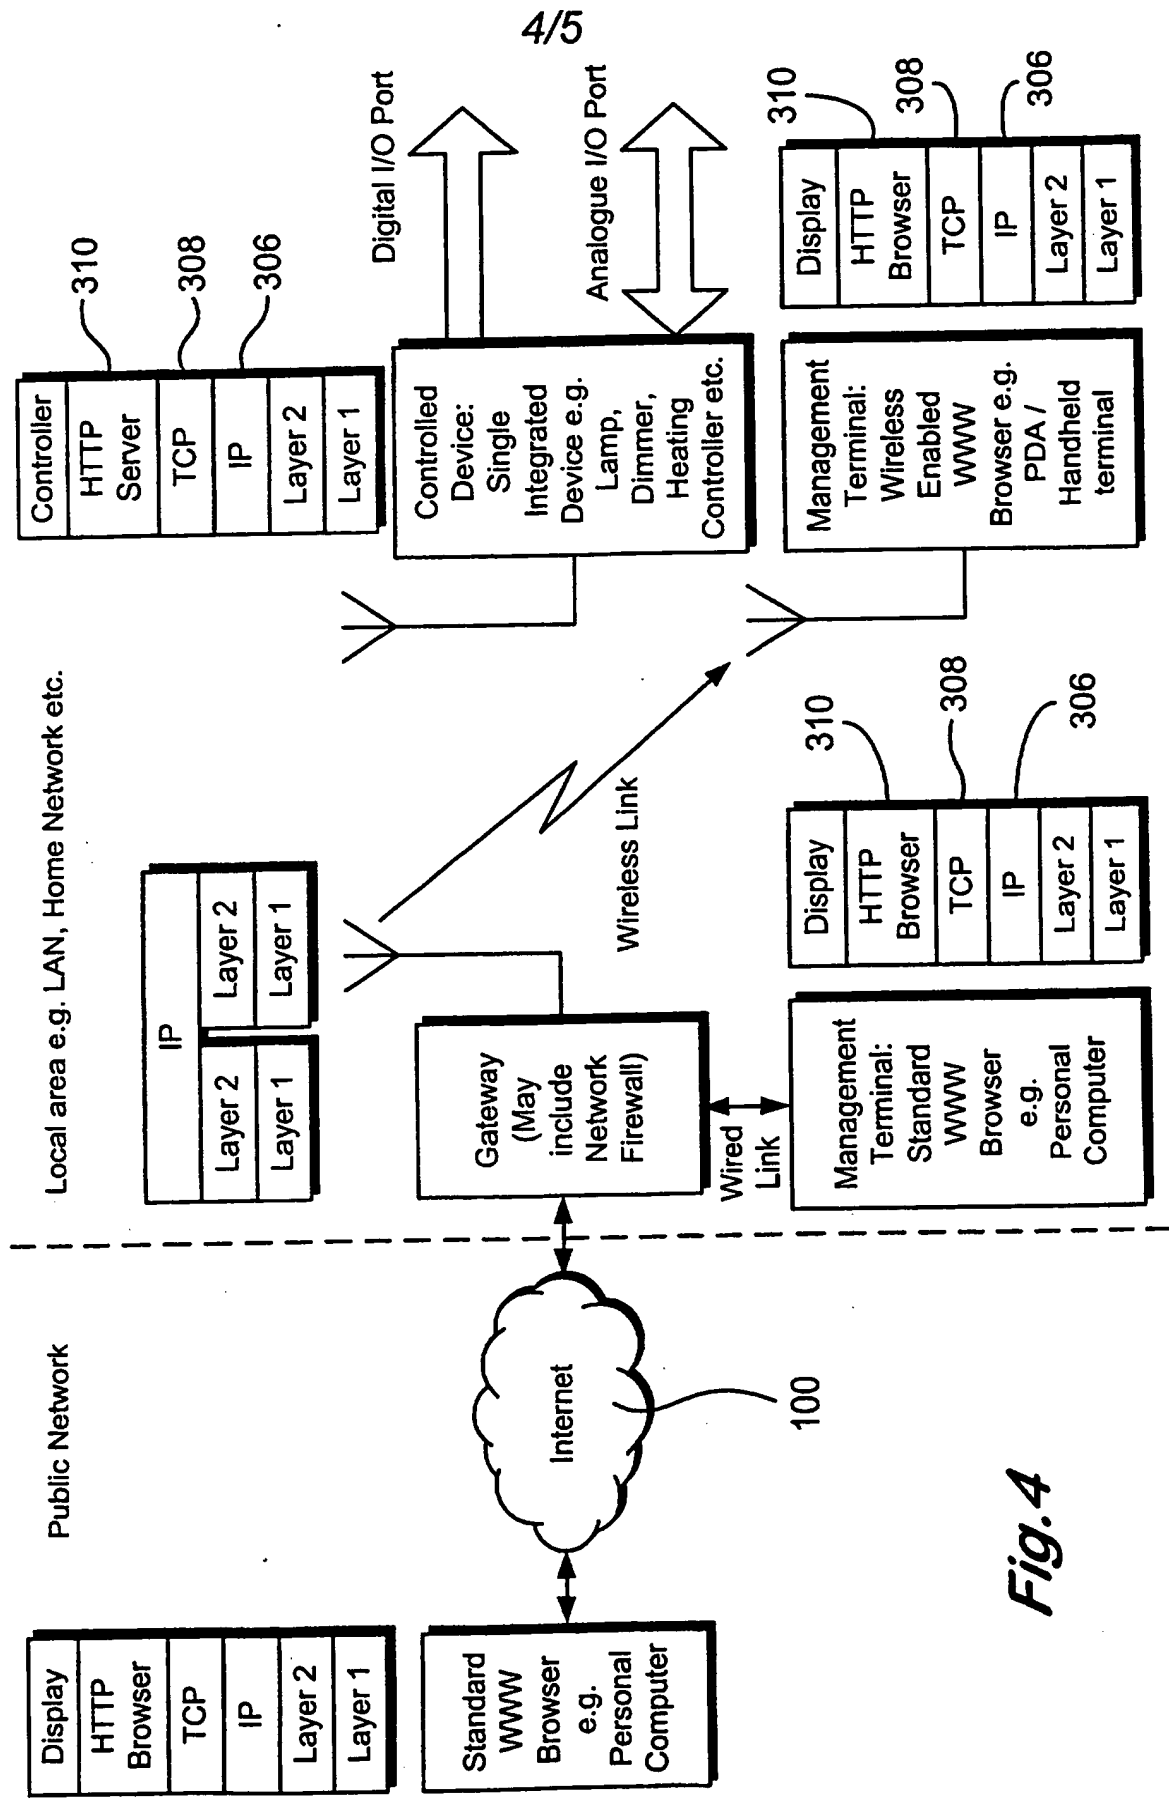 4/5
Public Network
Local area e.g. LAN, Home Network etc.
Display
HTTP
Browser
TCP
IP
Layer 2
Layer 1
Standard
WWW
Browser
e.g.
Personal
Computer
Internet
100
IP
Layer 2
Layer 1
Layer 2
Layer 1
Gateway
(May
include
Network
Firewall)
Wired
Link
Wireless Link
Management
Terminal:
Standard
WWW
Browser
e.g.
Personal
Computer
Display
HTTP
Browser
TCP
IP
Layer 2
Layer 1
310
308
306
Controller
HTTP
Server
TCP
IP
Layer 2
Layer 1
310
308
306
Controlled
Device:
Single
Integrated
Device e.g.
Lamp,
Dimmer,
Heating
Controller etc.
Digital I/O Port
Analogue I/O Port
Management
Terminal:
Wireless
Enabled
WWW
Browser e.g.
PDA /
Handheld
terminal
Display
HTTP
Browser
TCP
IP
Layer 2
Layer 1
310
308
306
Fig.4